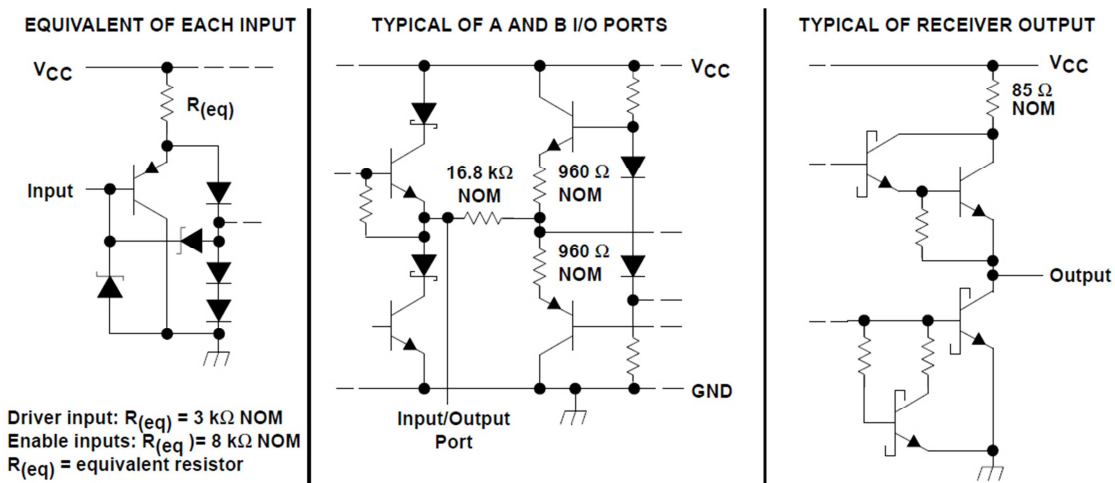 EQUIVALENT OF EACH INPUT
VCC
R(eq)
Input
Driver input: R(eq) = 3 kΩ NOM
Enable inputs: R(eq )= 8 kΩ NOM
R(eq) = equivalent resistor
TYPICAL OF A AND B I/O PORTS
VCC
16.8 kΩ
NOM
960 Ω
NOM
960 Ω
NOM
GND
Input/Output
Port
TYPICAL OF RECEIVER OUTPUT
VCC
85 Ω
NOM
Output